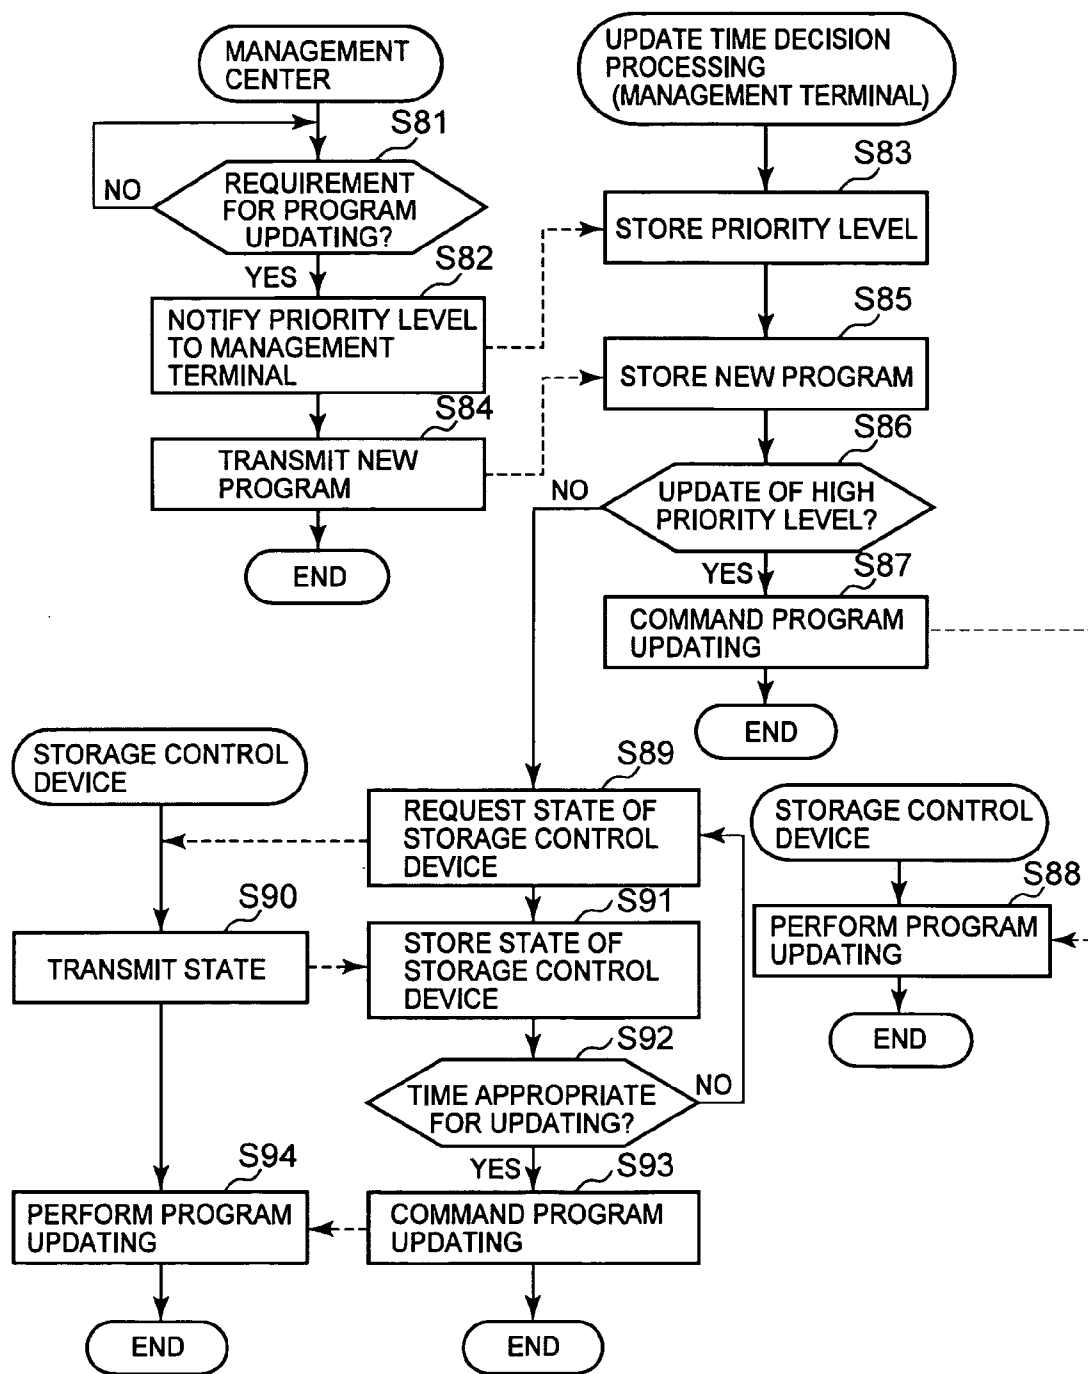 MANAGEMENT
CENTER
S81
REQUIREMENT
FOR PROGRAM
UPDATING?
NO
YES
S82
NOTIFY PRIORITY LEVEL
TO MANAGEMENT
TERMINAL
S84
TRANSMIT NEW
PROGRAM
END
UPDATE TIME DECISION
PROCESSING
(MANAGEMENT TERMINAL)
S83
STORE PRIORITY LEVEL
S85
STORE NEW PROGRAM
S86
UPDATE OF HIGH
PRIORITY LEVEL?
NO
YES
S87
COMMAND PROGRAM
UPDATING
END
STORAGE CONTROL
DEVICE
S90
TRANSMIT STATE
S94
PERFORM PROGRAM
UPDATING
END
S89
REQUEST STATE OF
STORAGE CONTROL
DEVICE
S91
STORE STATE OF
STORAGE CONTROL
DEVICE
S92
TIME APPROPRIATE
FOR UPDATING?
NO
YES
S93
COMMAND PROGRAM
UPDATING
END
STORAGE CONTROL
DEVICE
S88
PERFORM PROGRAM
UPDATING
END